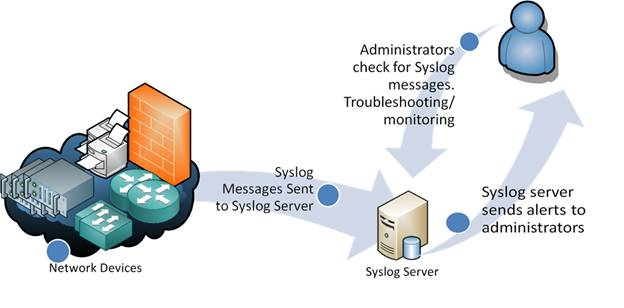 Administrators
check for Syslog
messages.
Troubleshooting/
monitoring
Syslog
Messages Sent
to Syslog Server
Syslog server
sends alerts to
administrators
Network Devices
Syslog Server